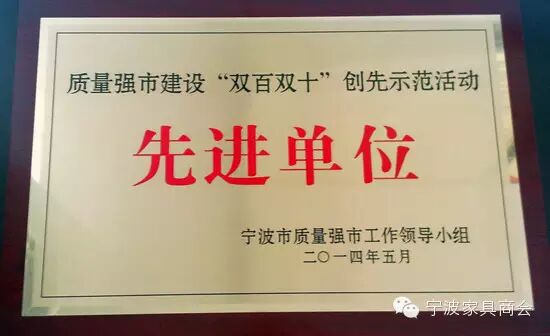 质量强市建设“双百双十”创先示范活动
先进单位
宁波市质量强市工作领导小组
二〇一四年五月
宁波家具商会